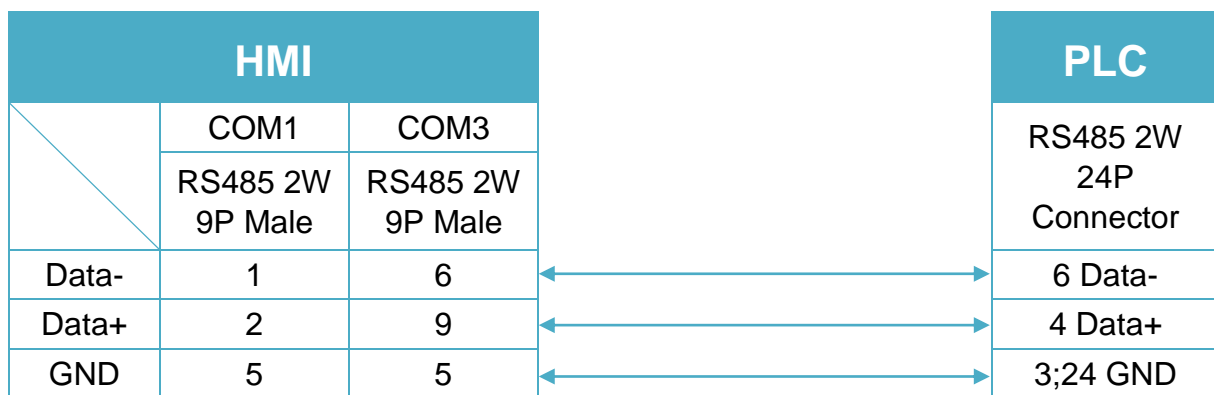 HMI
PLC
COM1 COM3
RS485 2W
9P Male
RS485 2W
9P Male
RS485 2W
24P
Connector
Data- 1 6 6 Data-
Data+ 2 9 4 Data+
GND 5 5 3;24 GND